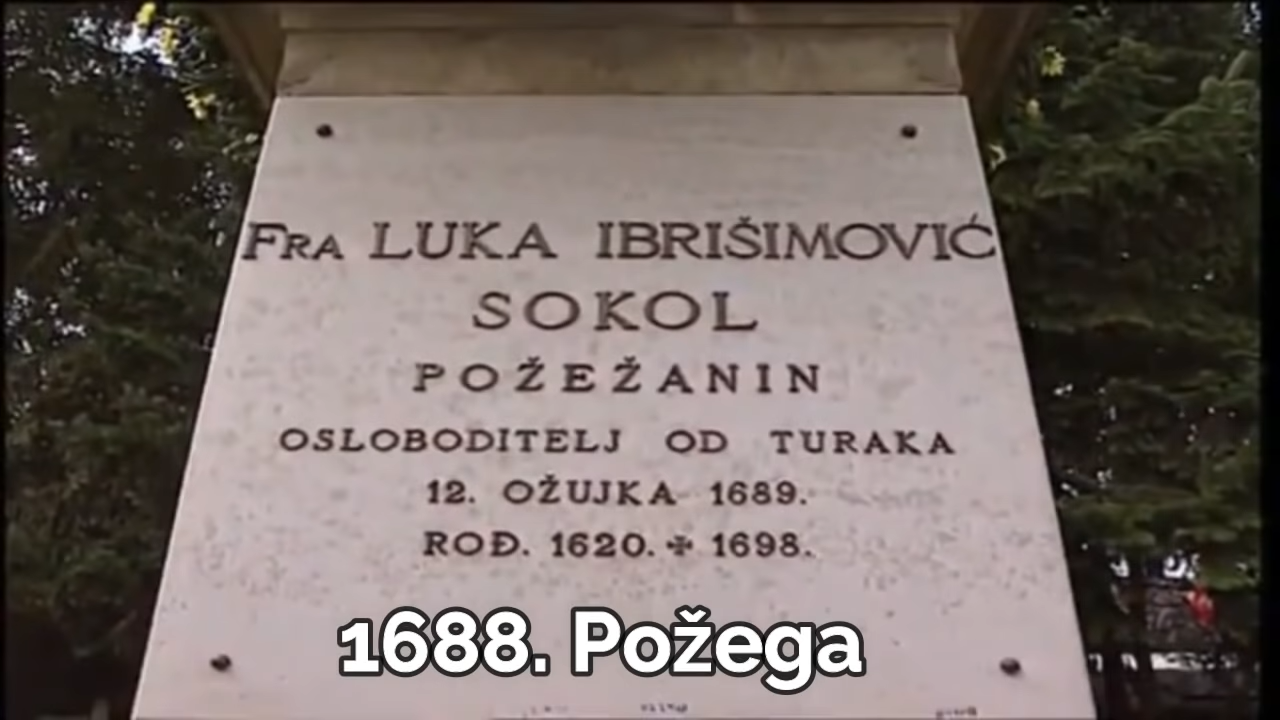 FRA LUKA IBRIŠIMOVIĆ
SOKOL
POŽEŽANIN
OSLOBODITELJ OD TURAKA
12. OŽUJKA 1689.
ROĐ. 1620. ✠ 1698.
1688. Požega